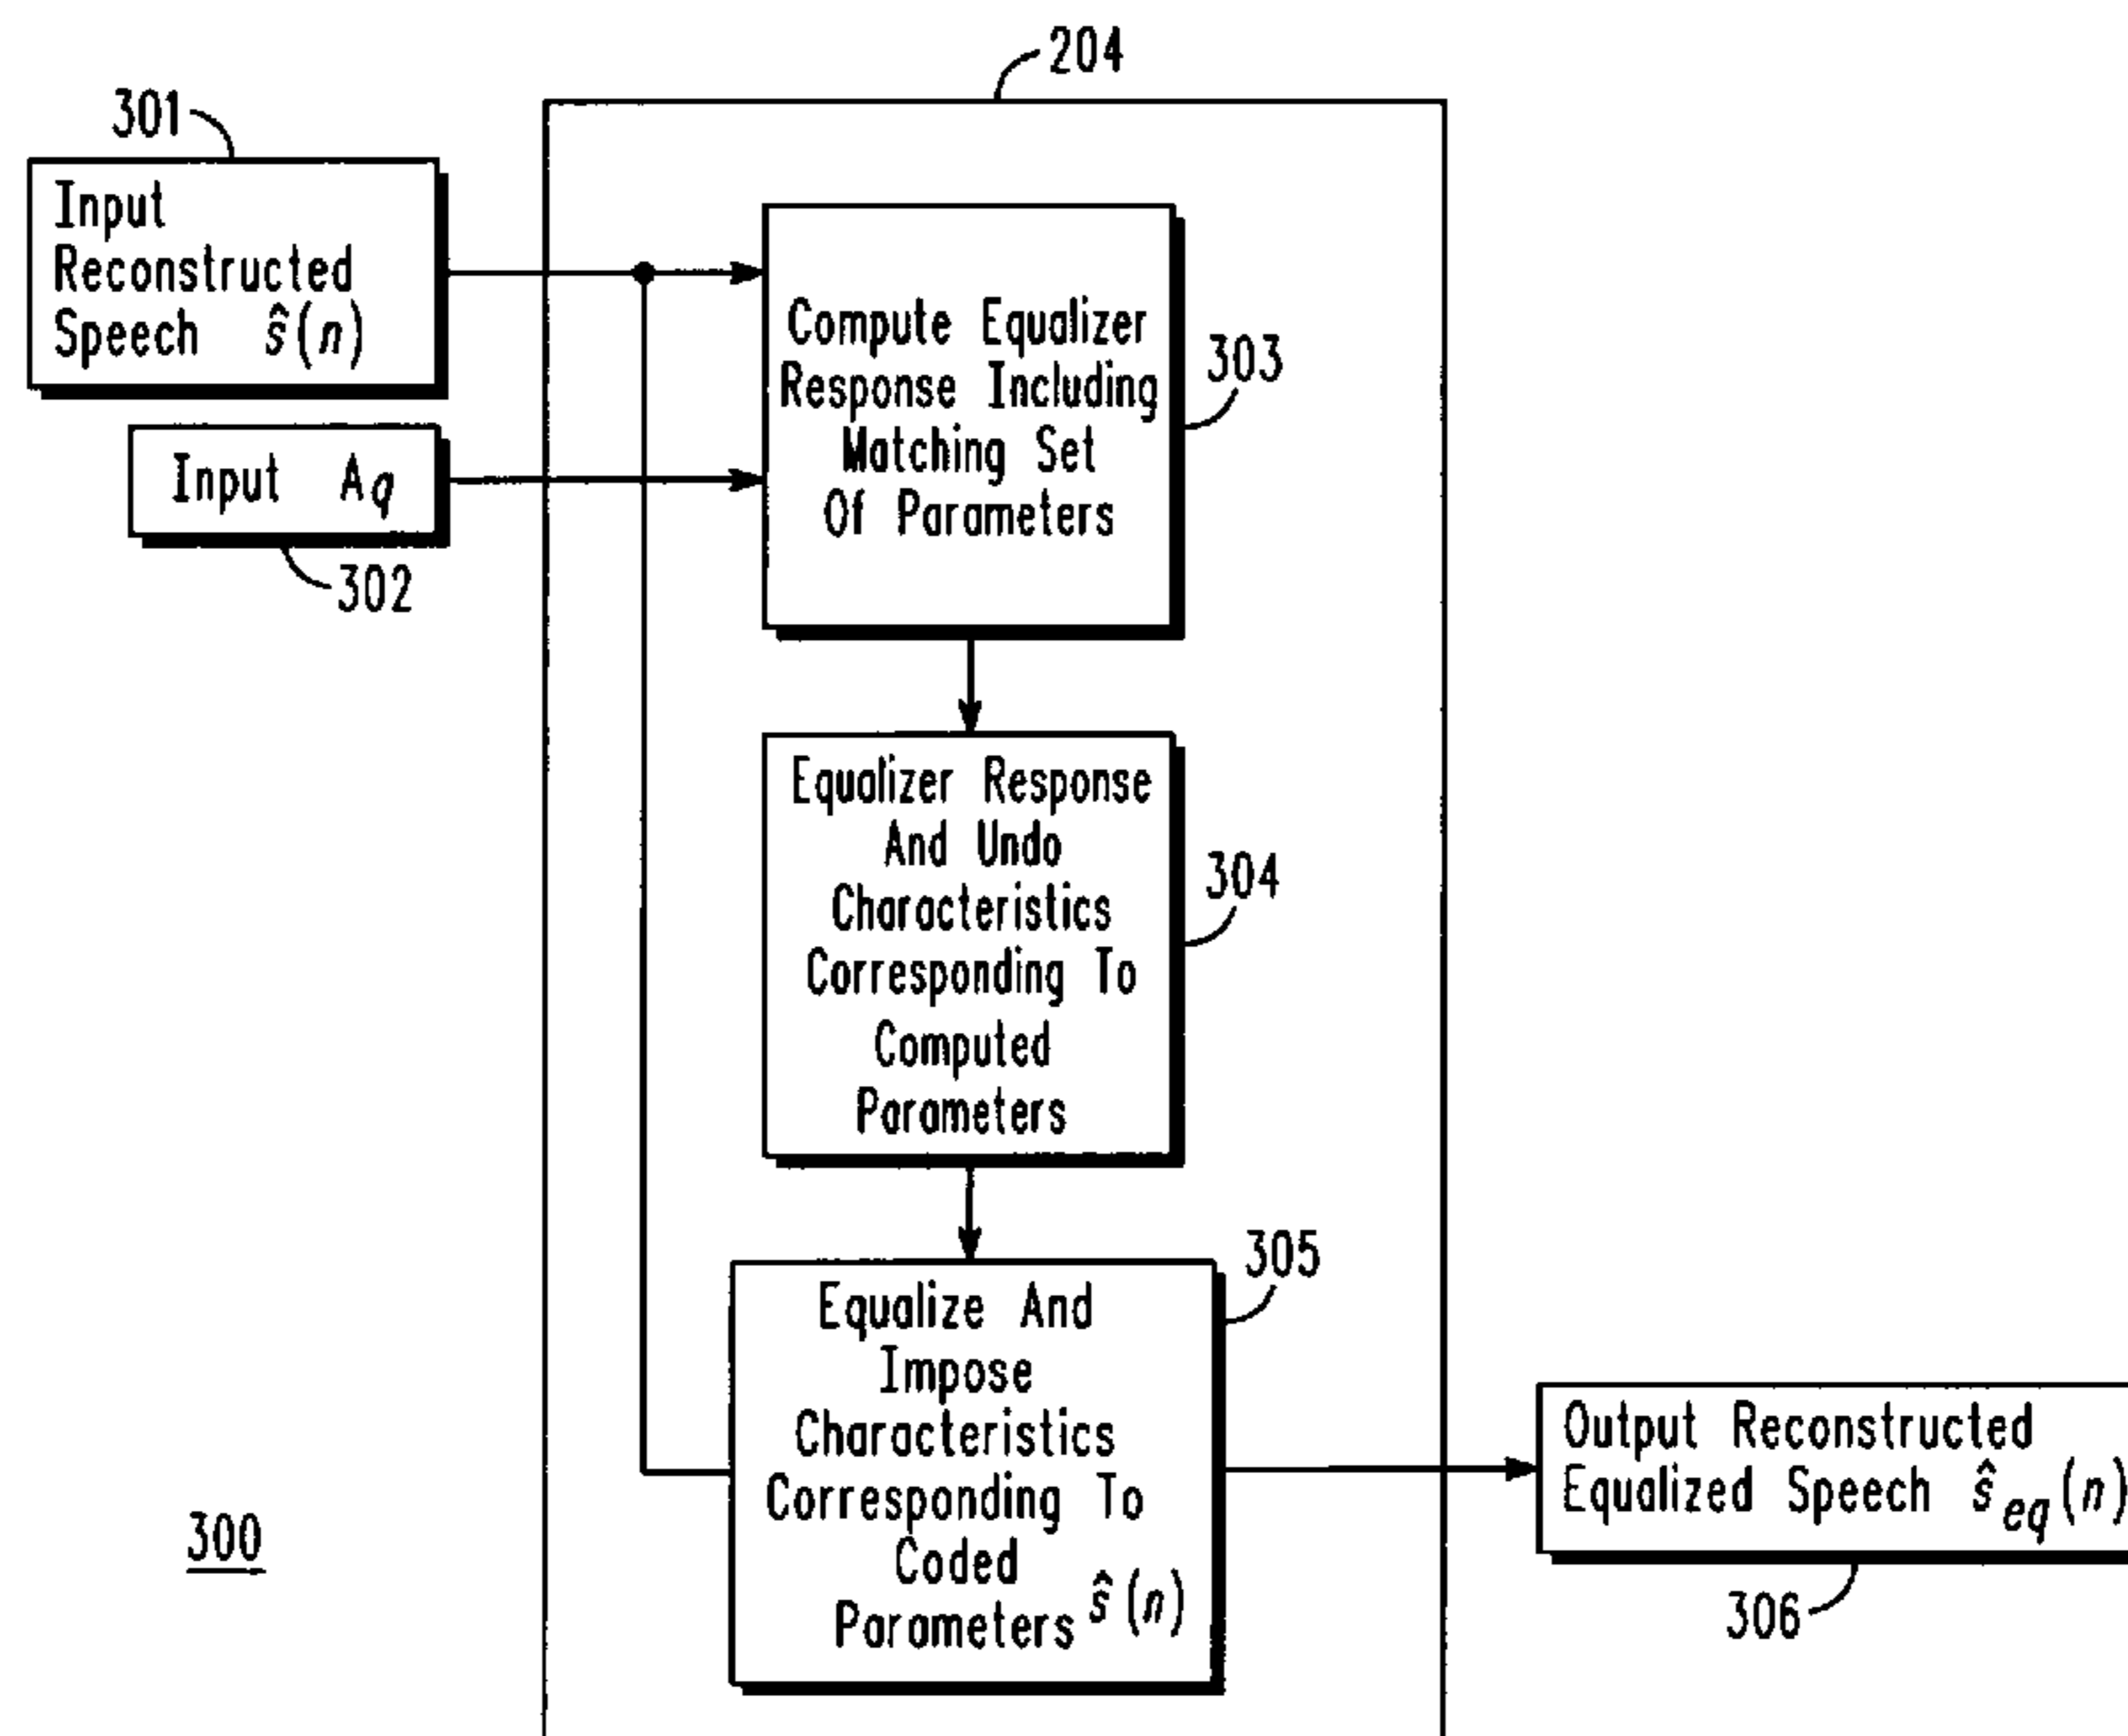 204
301
Input
Reconstructed
Speech ŝ(n)
Input Aq
302
Compute Equalizer
Response Including
Matching Set
Of Parameters
303
Equalizer Response
And Undo
Characteristics
Corresponding To
Computed
Parameters
304
305
Equalize And
Impose
Characteristics
Corresponding To
Coded
Parameters ŝ(n)
Output Reconstructed
Equalized Speech ŝeq(n)
306
300